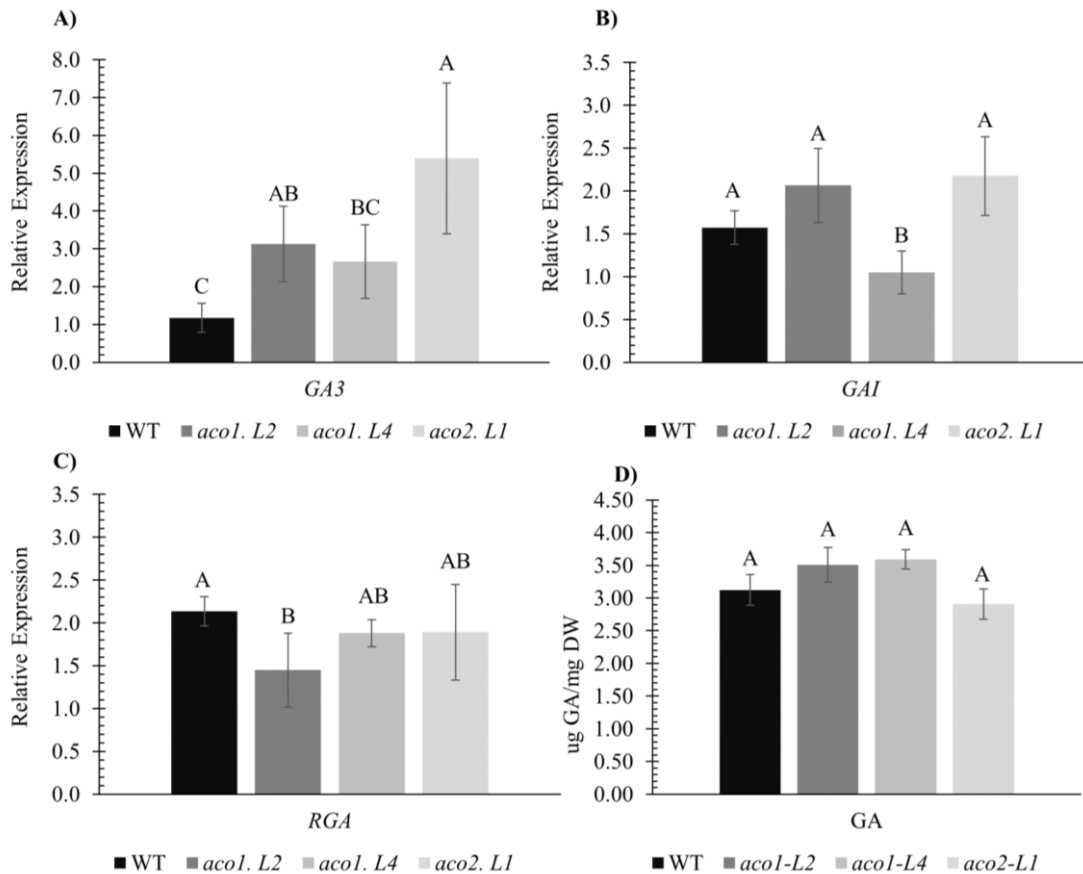 A)
8.0
7.0
6.0
5.0
4.0
3.0
2.0
1.0
0.0
Relative Expression
C
AB
BC
A
GA3
WT aco1. L2 aco1. L4 aco2. L1
B)
3.5
3.0
2.5
2.0
1.5
1.0
0.5
0.0
Relative Expression
A
A
B
A
GAI
WT aco1. L2 aco1. L4 aco2. L1
C)
3.5
3.0
2.5
2.0
1.5
1.0
0.5
0.0
Relative Expression
A
B
AB
AB
RGA
WT aco1. L2 aco1. L4 aco2. L1
D)
4.50
4.00
3.50
3.00
2.50
2.00
1.50
1.00
0.50
0.00
ug GA/mg DW
A
A
A
A
GA
WT aco1-L2 aco1-L4 aco2-L1